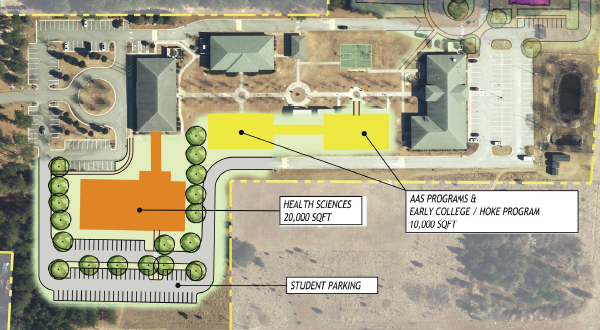 HEALTH SCIENCES
20,000 SQFT
AAS PROGRAMS &
EARLY COLLEGE / HOKE PROGRAM
10,000 SQFT
STUDENT PARKING